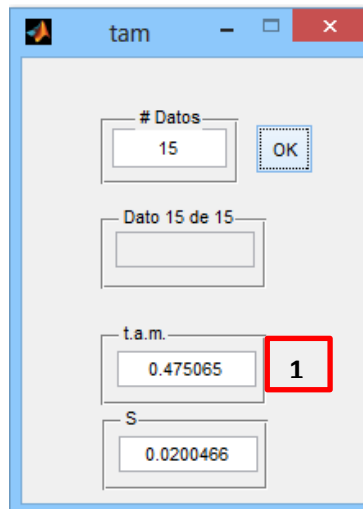 tam
# Datos
15
OK
Dato 15 de 15
t.a.m.
0.475065
1
S
0.0200466